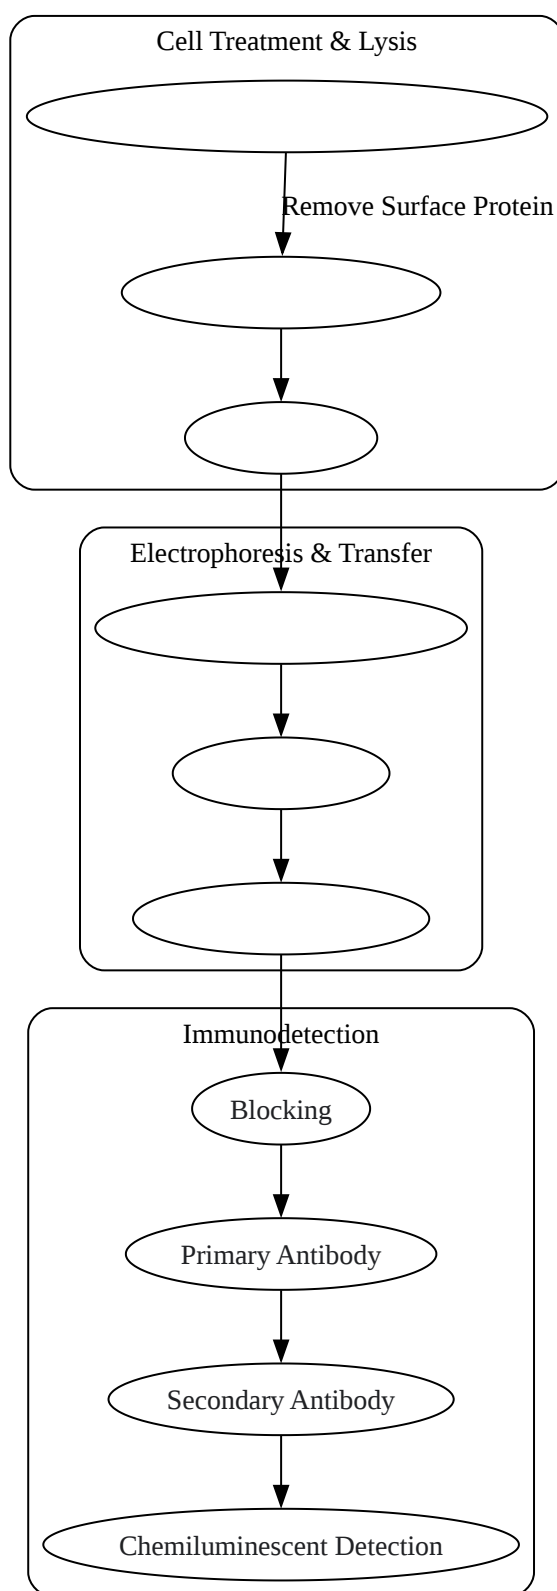 Cell Treatment & Lysis
Remove Surface Protein
Electrophoresis & Transfer
Immunodetection
Blocking
Primary Antibody
Secondary Antibody
Chemiluminescent Detection